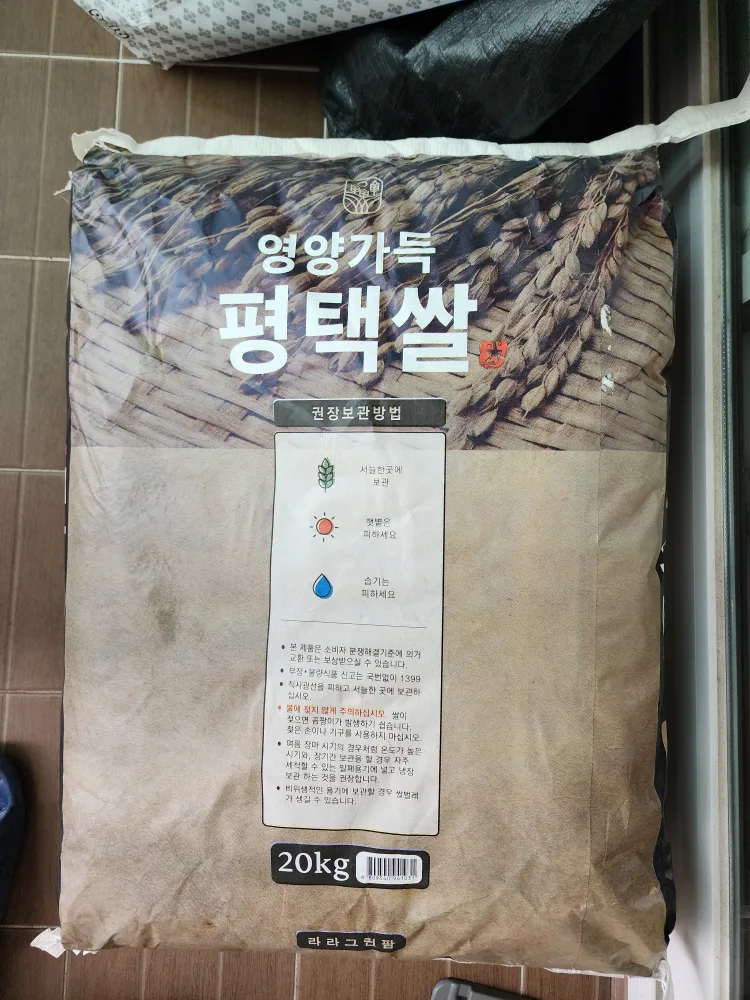 영양가득
평택쌀
권장보관방법
서늘한곳에
보관
햇볕은
피하세요
습기는
피하세요
• 본 제품은 소비자 분쟁해결기준에 의거
교환 또는 보상받으실 수 있습니다.
• 부정•불량식품 신고는 국번없이 1399
• 직사광선을 피하고 서늘한 곳에 보관하
십시오.
• 물에 젖지 않게 주의하십시오. 쌀이
젖으면 곰팡이가 발생하기 쉽습니다.
젖은 손이나 기구를 사용하지 마십시오.
• 여름 장마 시기의 경우처럼 온도가 높은
시기와, 장기간 보관을 할 경우 자주
세척할 수 있는 밀폐용기에 넣고 냉장
보관 하는 것을 권장합니다.
• 비위생적인 용기에 보관할 경우 쌀벌레
가 생길 수 있습니다.
20kg
라라그린팜